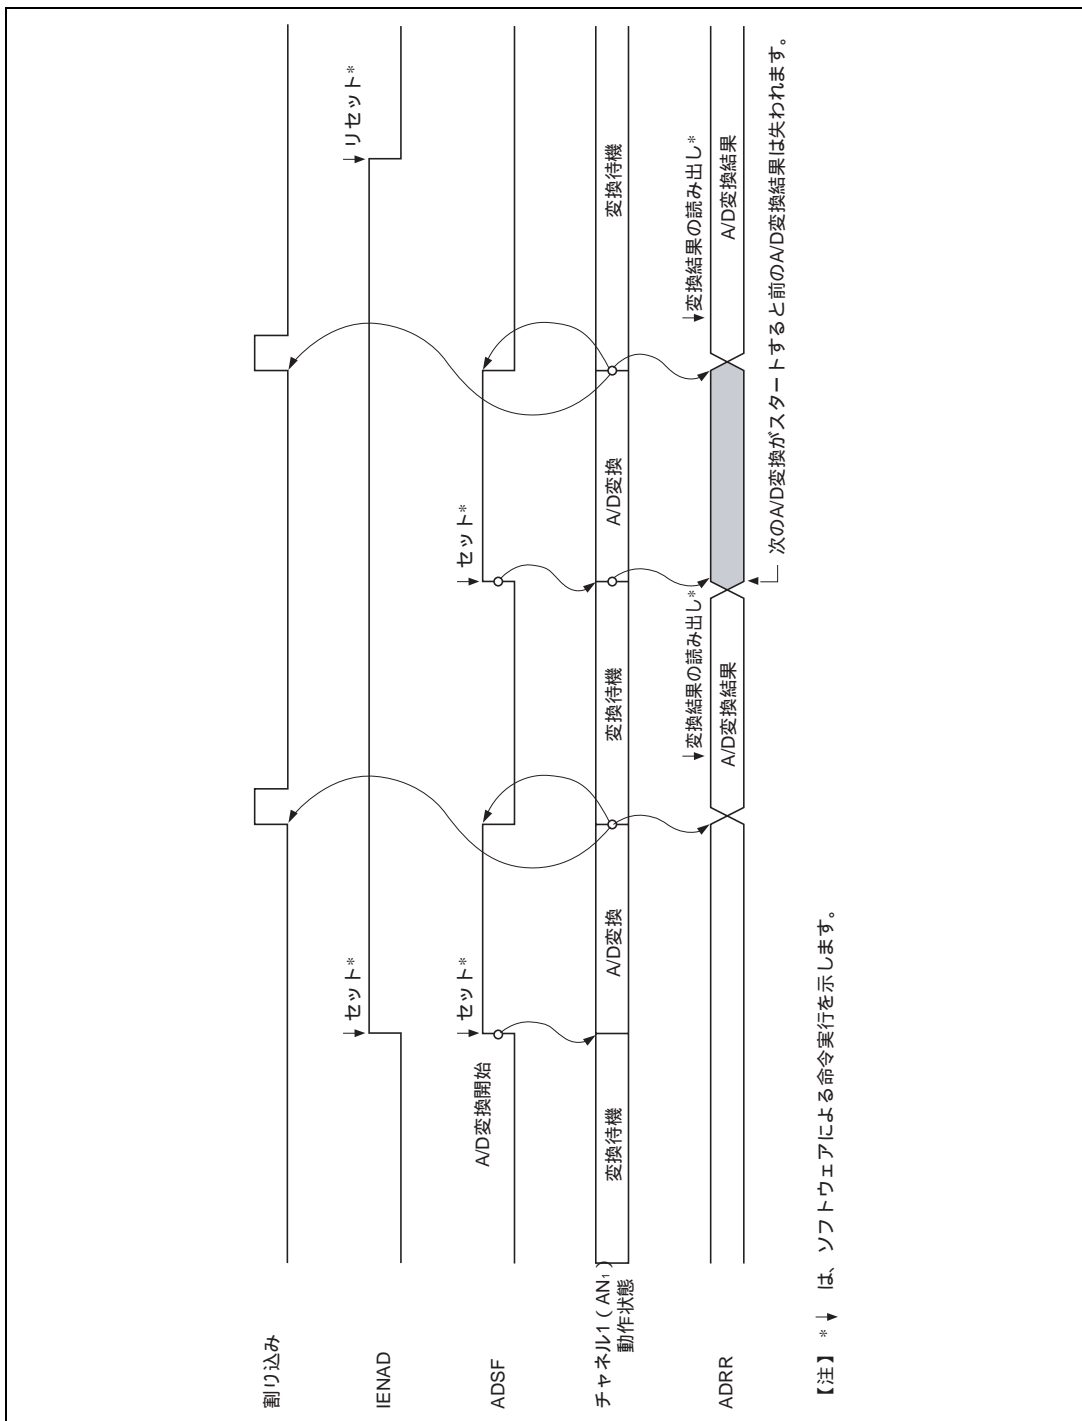 割り込み
IENAD
セット*
リセット*
ADSF
A/D変換開始
セット*
セット*
チャネル1(AN1)
動作状態
変換待機
A/D変換
変換待機
A/D変換
変換待機
ADRR
変換結果の読み出し*
変換結果の読み出し*
A/D変換結果
A/D変換結果
次のA/D変換がスタートすると前のA/D変換結果は失われます。
【注】 *↓ は、ソフトウェアによる命令実行を示します。